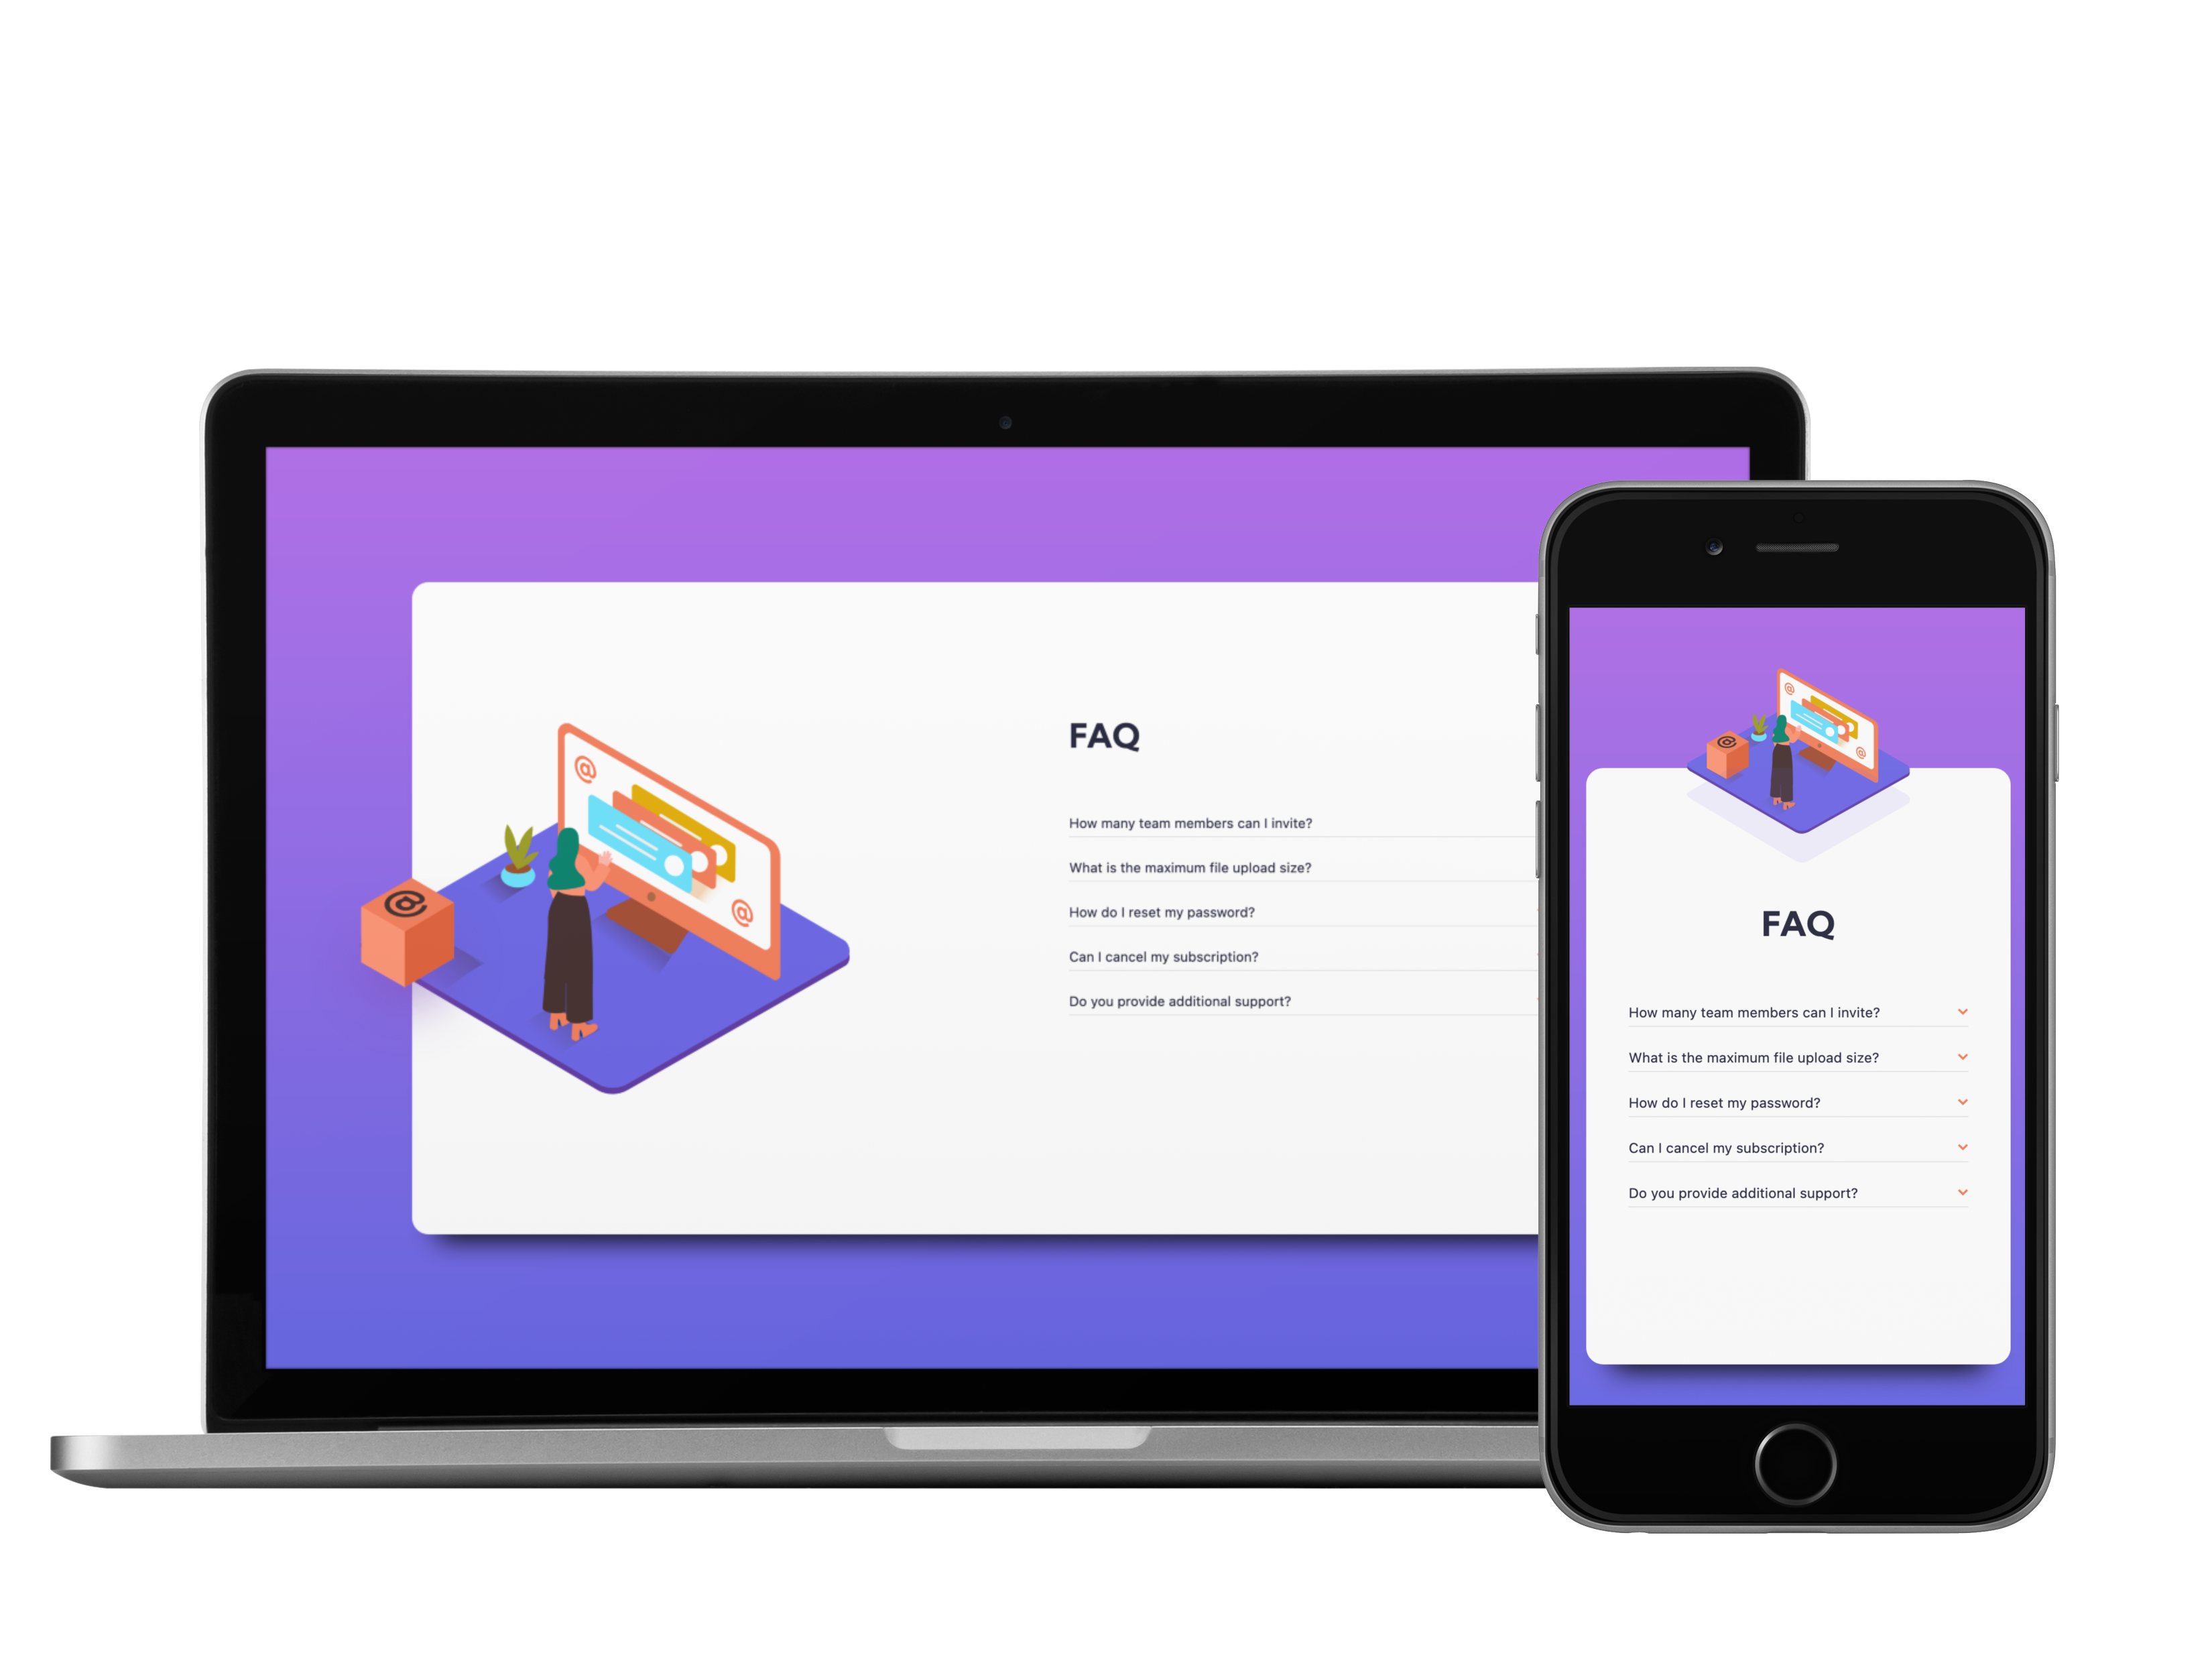 FAQ
How many team members can I invite?
What is the maximum file upload size?
How do I reset my password?
Can I cancel my subscription?
Do you provide additional support?
@
@
@
@
@
@
FAQ
How many team members can I invite?
What is the maximum file upload size?
How do I reset my password?
Can I cancel my subscription?
Do you provide additional support?